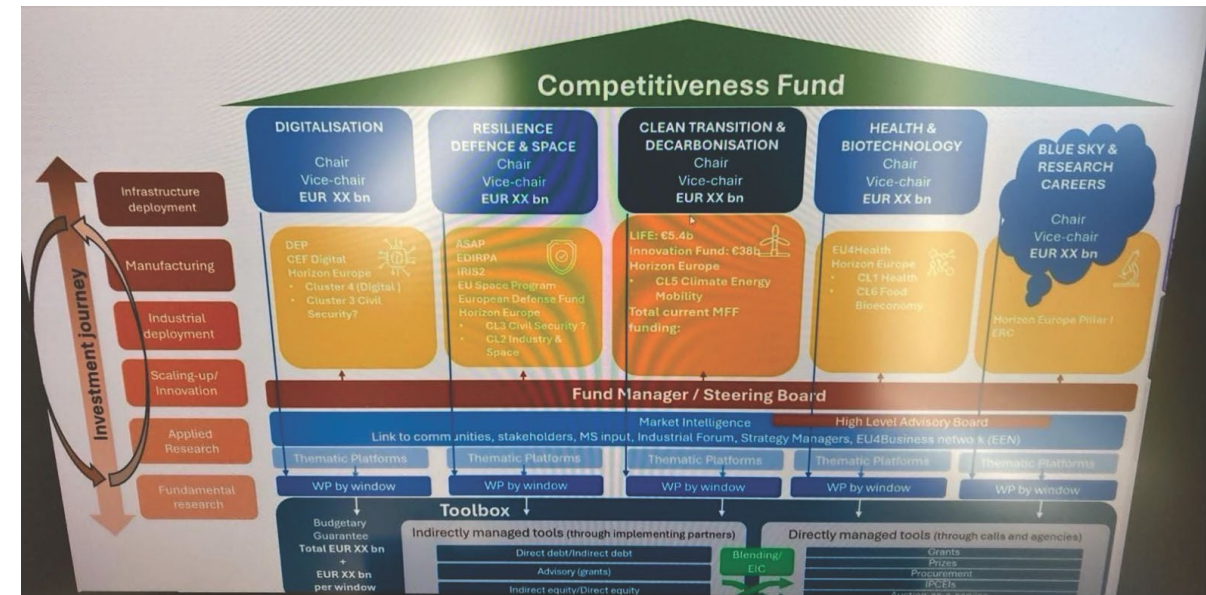 Competitiveness Fund
DIGITALISATION
Chair
Vice-chair
EUR XX bn
RESILIENCE
DEFENCE & SPACE
Chair
Vice-chair
EUR XX bn
CLEAN TRANSITION &
DECARBONISATION
Chair
Vice-chair
EUR XX bn
HEALTH &
BIOTECHNOLOGY
Chair
Vice-chair
EUR XX bn
BLUE SKY &
RESEARCH
CAREERS
Chair
Vice-chair
EUR XX bn
Investment journey
Infrastructure
deployment
Manufacturing
Industrial
deployment
Scaling-up/
Innovation
Applied
Research
Fundamental
research
DEP
CEF Digital
Horizon Europe
• Cluster 4 (Digital )
• Cluster 3 Civil
Security?
ASAP
EDIRPA
IRIS2
EU Space Program
European Defense Fund
Horizon Europe
• CL3 Civil Security ?
• CL2 Industry &
Space
LIFE: €5.4b
Innovation Fund: €38b
Horizon Europe
• CL5 Climate Energy
Mobility
Total current MFF
funding:
EU4Health
Horizon Europe
• CL1 Health
• CL6 Food
Bioeconomy
Horizon Europe Pillar I
ERC
Fund Manager / Steering Board
Market Intelligence
High Level Advisory Board
Link to communities, stakeholders, MS input, Industrial Forum, Strategy Managers, EU4Business network (EEN)
Thematic Platforms
Thematic Platforms
Thematic Platforms
Thematic Platforms
Thematic Platforms
WP by window
WP by window
WP by window
WP by window
WP by window
Toolbox
Budgetary
Guarantee
Total EUR XX bn
+
EUR XX bn
per window
Indirectly managed tools (through implementing partners)
Direct debt/Indirect debt
Advisory (grants)
Indirect equity/Direct equity
Blending/
EIC
Directly managed tools (through calls and agencies)
Grants
Prizes
Procurement
IPCEIs